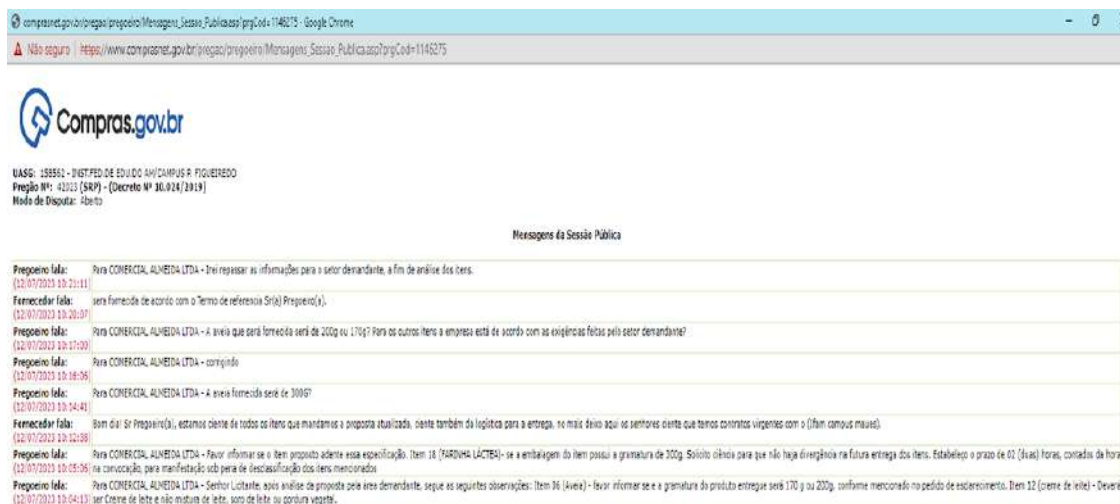 comprasnet.gov.br/pregao/pregoeiro/Mensagens_Sessao_Publica.asp?prgCod=1146275 - Google Chrome
Não seguro | https://www.comprasnet.gov.br/pregao/pregoeiro/Mensagens_Sessao_Publica.asp?prgCod=1146275
Compras.gov.br
UASG: 158562 - INST.FED.DE EDU.DO AM/CAMPUS P. FIGUEIREDO
Pregão Nº: 42023 (SRP) - (Decreto Nº 10.024/2019)
Modo de Disputa: Aberto
Mensagens da Sessão Pública
Pregoeiro fala: Para COMERCIAL ALMEIDA LTDA - Irei repassar as informações para o setor demandante, a fim de análise dos itens.
(12/07/2023 10:21:11)
Fornecedor fala: sera fornecida de acordo com o Termo de referencia Sr(a) Pregoeiro(a).
(12/07/2023 10:20:07)
Pregoeiro fala: Para COMERCIAL ALMEIDA LTDA - A aveia que será fornecida será de 200g ou 170g? Para os outros itens a empresa está de acordo com as exigências feitas pelo setor demandante?
(12/07/2023 10:17:00)
Pregoeiro fala: Para COMERCIAL ALMEIDA LTDA - corrigindo
(12/07/2023 10:16:06)
Pregoeiro fala: Para COMERCIAL ALMEIDA LTDA - A aveia fornecida será de 300G?
(12/07/2023 10:14:41)
Fornecedor fala: Bom dia! Sr Pregoeiro(a), estamos ciente de todos os itens que mandamos a proposta atualizada, ciente também da logística para a entrega, no mais deixo aqui os senhores ciente que temos contratos virgentes com o (Ifam campus maues).
(12/07/2023 10:12:38)
Pregoeiro fala: Para COMERCIAL ALMEIDA LTDA - Favor informar se o item proposto adente essa especificação. Item 18 (FARINHA LÁCTEA)- se a embalagem do item possui a gramatura de 300g. Solicito ciência para que não haja divergência na futura entrega dos itens. Estabeleço o prazo de 02 (duas) horas, contados da hora
(12/07/2023 10:05:06) na convocação, para manifestação sob pena de desclassificação dos itens mencionados
Pregoeiro fala: Para COMERCIAL ALMEIDA LTDA - Senhor Licitante, após analise da proposta pela área demandante, segue as seguintes observações: Item 06 (Aveia) - favor informar se e a gramatura do produto entregue será 170 g ou 200g, conforme mencionado no pedido de esclarecimento. Item 12 (creme de leite) - Devera
(12/07/2023 10:04:13) ser Creme de leite e não mistura de leite, soro de leite ou gordura vegetal.